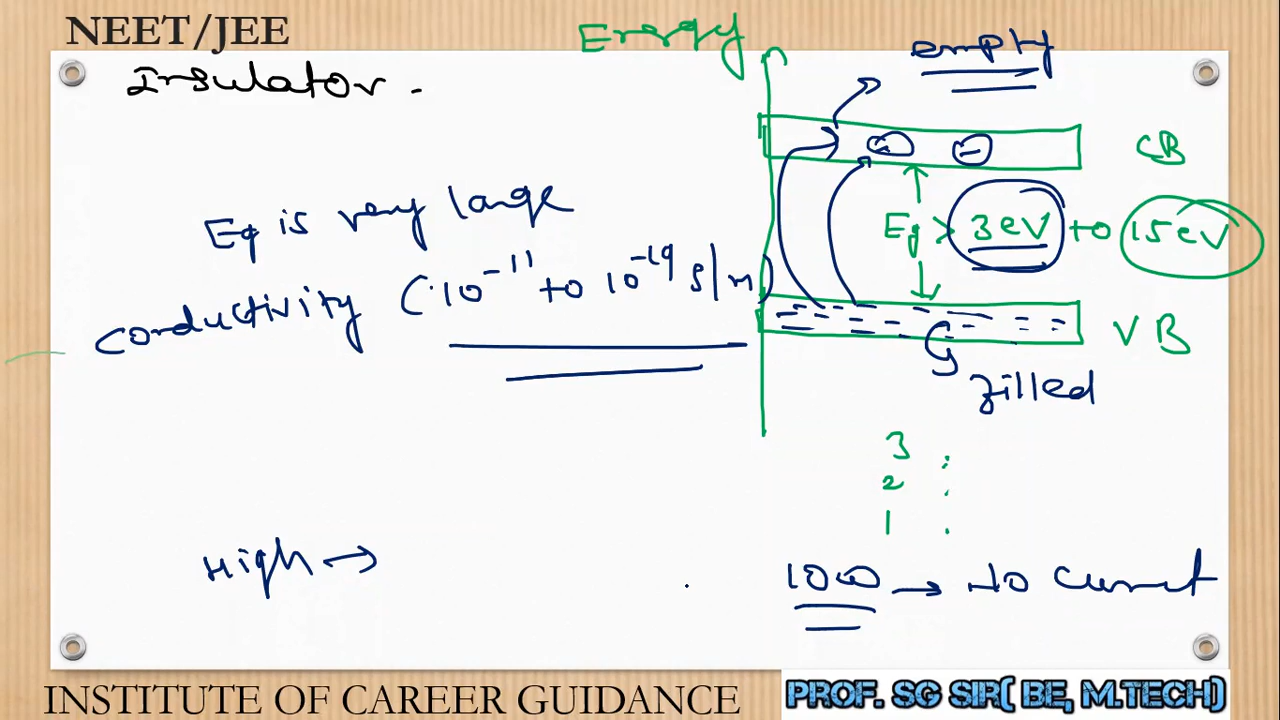 NEET/JEE
Insulator.
Energy
empty
CB
Eg is very large
Eg > 3eV to 15eV
conductivity (10⁻¹¹ to 10⁻¹⁹ S/m)
VB
filled
3 :
2 .
1 .
High →
1000 → No current
INSTITUTE OF CAREER GUIDANCE
PROF. SG SIR( BE, M.TECH)